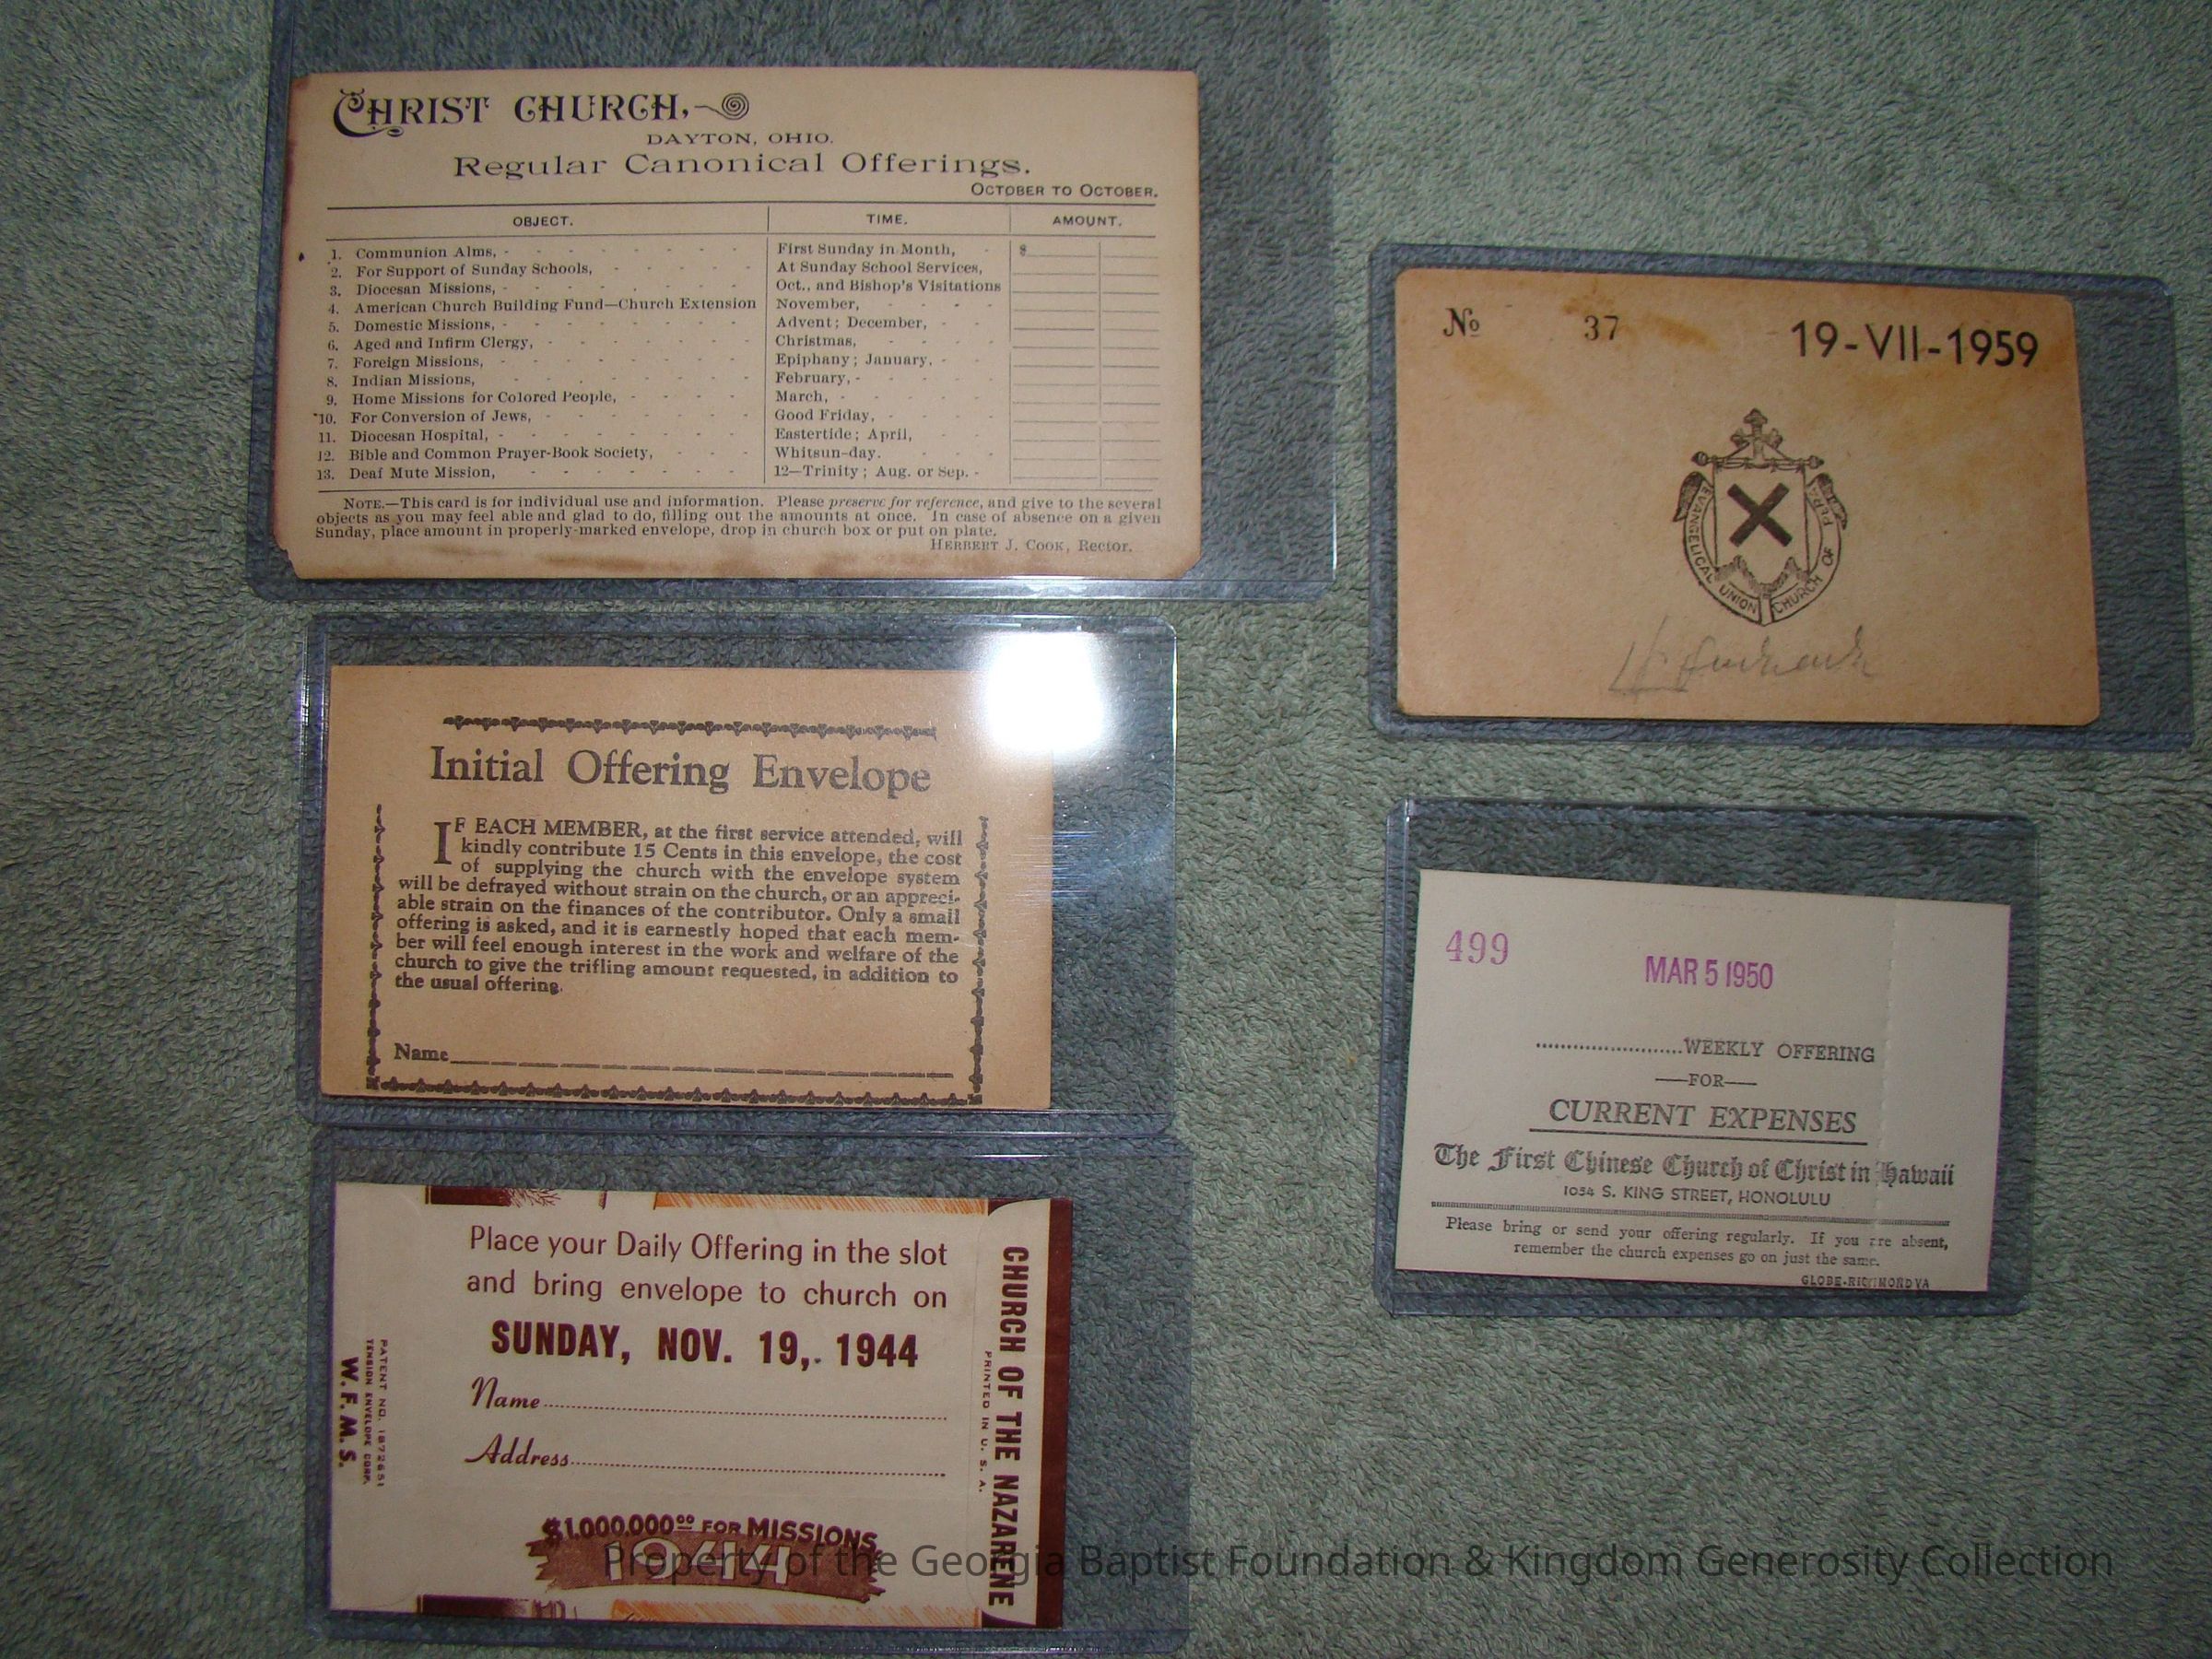 CHRIST CHURCH,
DAYTON, OHIO.
Regular Canonical Offerings.
OCTOBER TO OCTOBER.
OBJECT. TIME. AMOUNT.
1. Communion Alms, - First Sunday in Month, - $
2. For Support of Sunday Schools, - At Sunday School Services,
3. Diocesan Missions, - Oct., and Bishop's Visitations
4. American Church Building Fund—Church Extension November, -
5. Domestic Missions, - Advent; December, -
6. Aged and Infirm Clergy, - Christmas, -
7. Foreign Missions, - Epiphany; January, -
8. Indian Missions, - February, -
9. Home Missions for Colored People, - March, -
10. For Conversion of Jews, - Good Friday, -
11. Diocesan Hospital, - Eastertide; April, -
12. Bible and Common Prayer-Book Society, - Whitsun-day. -
13. Deaf Mute Mission, - 12—Trinity; Aug. or Sep. -
NOTE.—This card is for individual use and information. Please preserve for reference, and give to the several
objects as you may feel able and glad to do, filling out the amounts at once. In case of absence on a given
Sunday, place amount in properly-marked envelope, drop in church box or put on plate.
HERBERT J. COOK, Rector.
Initial Offering Envelope
IF EACH MEMBER, at the first service attended, will
kindly contribute 15 Cents in this envelope, the cost
of supplying the church with the envelope system
will be defrayed without strain on the church, or an appreci-
able strain on the finances of the contributor. Only a small
offering is asked, and it is earnestly hoped that each mem-
ber will feel enough interest in the work and welfare of the
church to give the trifling amount requested, in addition to
the usual offering.
Name
Place your Daily Offering in the slot
and bring envelope to church on
SUNDAY, NOV. 19, 1944
Name
Address
$1,000,000.00 FOR MISSIONS
1944
CHURCH OF THE NAZARENE
PRINTED IN U. S. A.
PATENT NO. 1872651
TENSION ENVELOPE CORP.
W. F. M. S.
No 37 19-VII-1959
EVANGELICAL UNION CHURCH OF PERA
499
MAR 5 1950
WEEKLY OFFERING
—FOR—
CURRENT EXPENSES
The First Chinese Church of Christ in Hawaii
1054 S. KING STREET, HONOLULU
Please bring or send your offering regularly. If you are absent,
remember the church expenses go on just the same.
GLOBE-RICHMOND VA
Property of the Georgia Baptist Foundation & Kingdom Generosity Collection